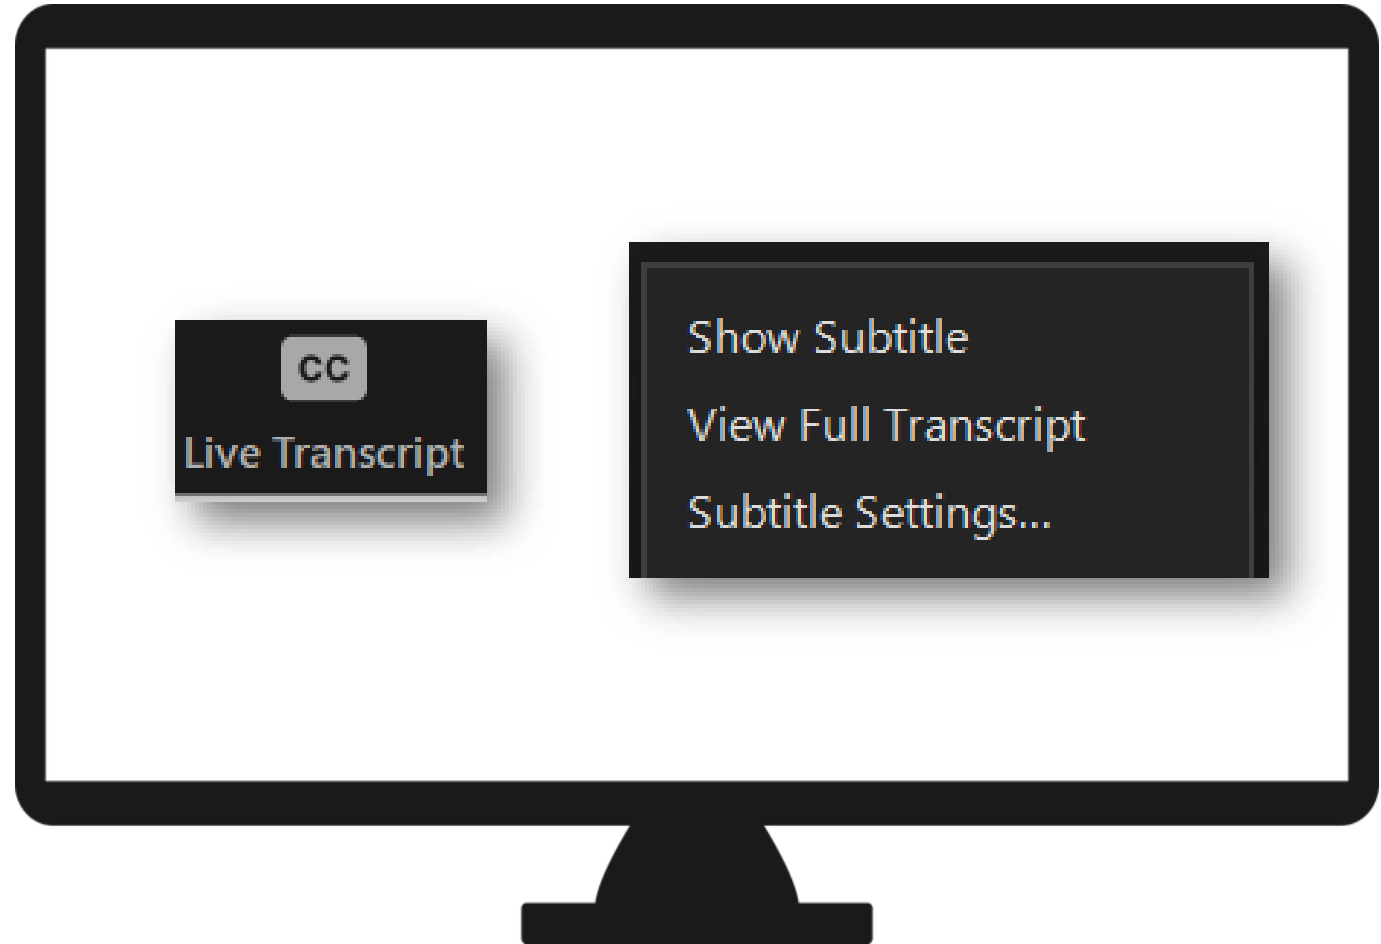 CC
Live Transcript
Show Subtitle
View Full Transcript
Subtitle Settings...